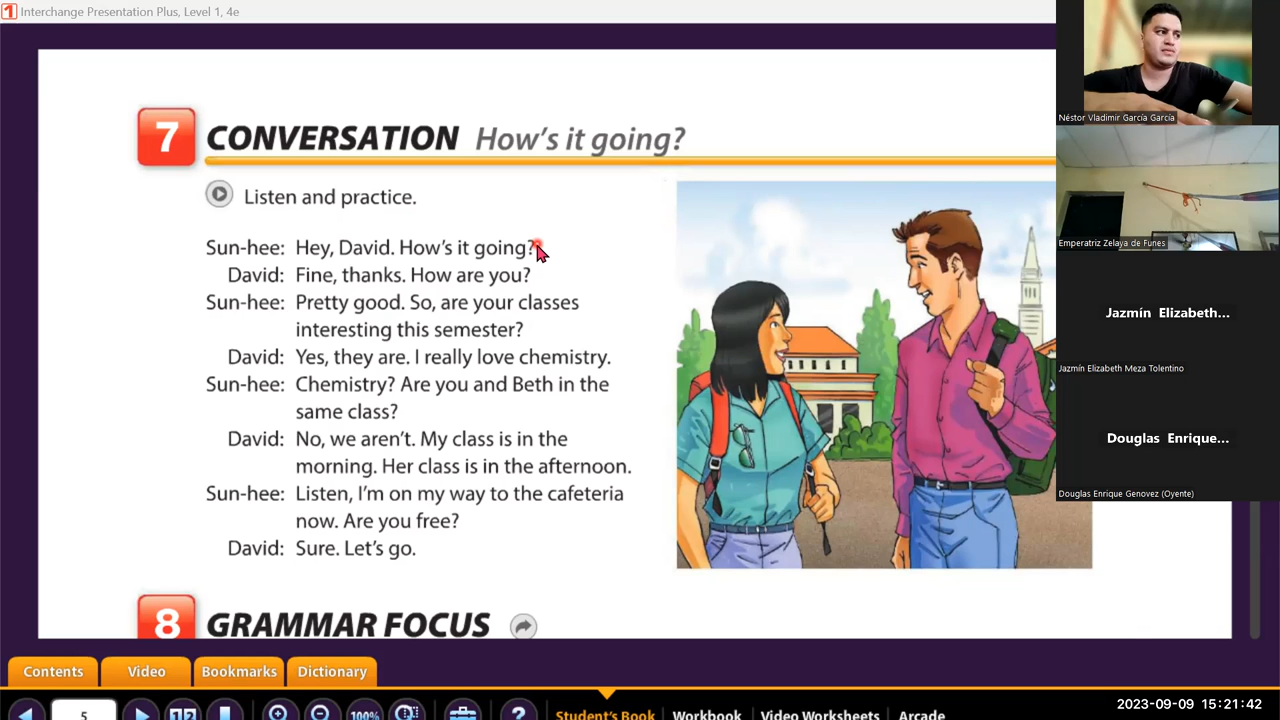 Interchange Presentation Plus, Level 1, 4e
7 CONVERSATION How's it going?
Listen and practice.
Sun-hee: Hey, David. How's it going?
David: Fine, thanks. How are you?
Sun-hee: Pretty good. So, are your classes
interesting this semester?
David: Yes, they are. I really love chemistry.
Sun-hee: Chemistry? Are you and Beth in the
same class?
David: No, we aren't. My class is in the
morning. Her class is in the afternoon.
Sun-hee: Listen, I'm on my way to the cafeteria
now. Are you free?
David: Sure. Let's go.
8 GRAMMAR FOCUS
Néstor Vladimir García García
Emperatriz Zelaya de Funes
Jazmín Elizabeth...
Jazmín Elizabeth Meza Tolentino
Douglas Enrique...
Douglas Enrique Genovez (Oyente)
Contents Video Bookmarks Dictionary
5 1 2 100% ? Student's Book Workbook Video Worksheets Arcade
2023-09-09 15:21:42